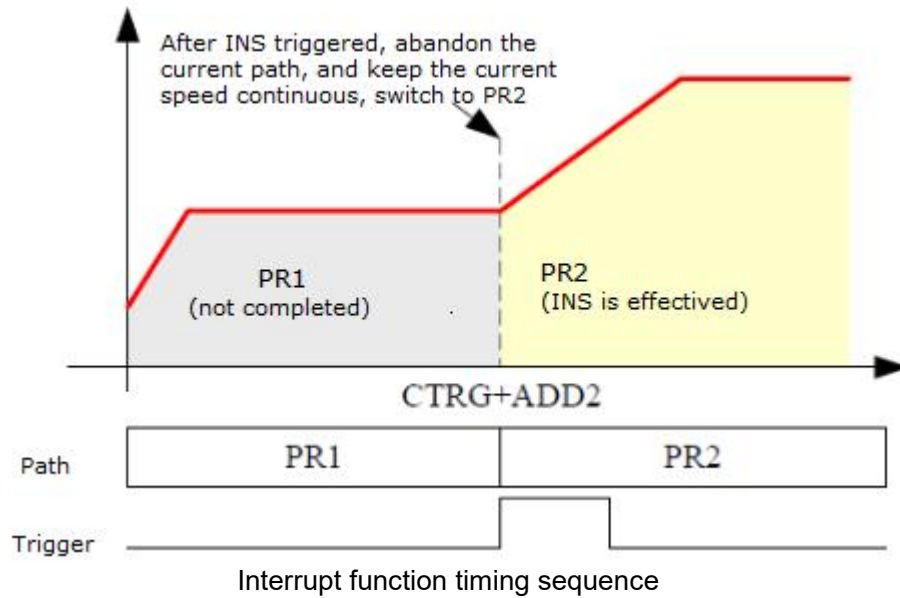 After INS triggered, abandon the
current path, and keep the current
speed continuous, switch to PR2
PR1
(not completed)
PR2
(INS is effectived)
CTRG+ADD2
Path
PR1
PR2
Trigger
Interrupt function timing sequence